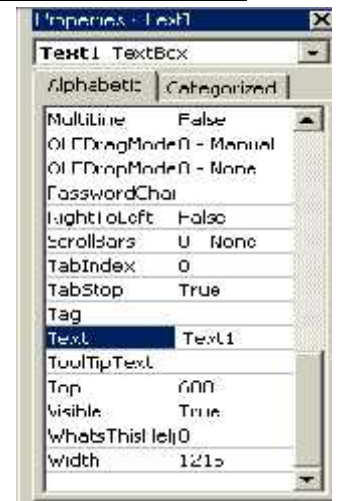 Properties - Text1
Text1 TextBox
Alphabetic Categorized
MultiLine False
OLEDragMode 0 - Manual
OLEDropMode 0 - None
PasswordChar
RightToLeft False
ScrollBars 0 - None
TabIndex 0
TabStop True
Tag
Text Text1
ToolTipText
Top 600
Visible True
WhatsThisHelp 0
Width 1215